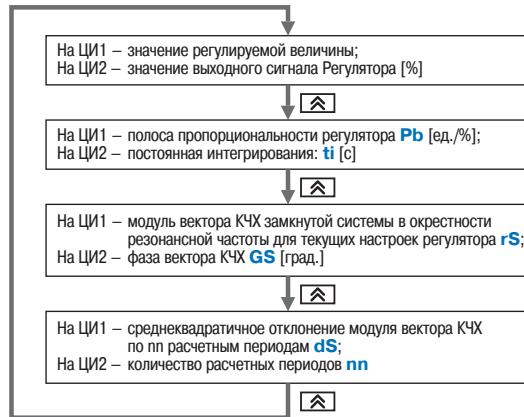 На ЦИ1 – значение регулируемой величины;
На ЦИ2 – значение выходного сигнала Регулятора [%]
На ЦИ1 – полоса пропорциональности регулятора Pb [ед./%];
На ЦИ2 – постоянная интегрирования: ti [с]
На ЦИ1 – модуль вектора КЧХ замкнутой системы в окрестности
резонансной частоты для текущих настроек регулятора rS;
На ЦИ2 – фаза вектора КЧХ GS [град.]
На ЦИ1 – среднеквадратичное отклонение модуля вектора КЧХ
по nn расчетным периодам dS;
На ЦИ2 – количество расчетных периодов nn